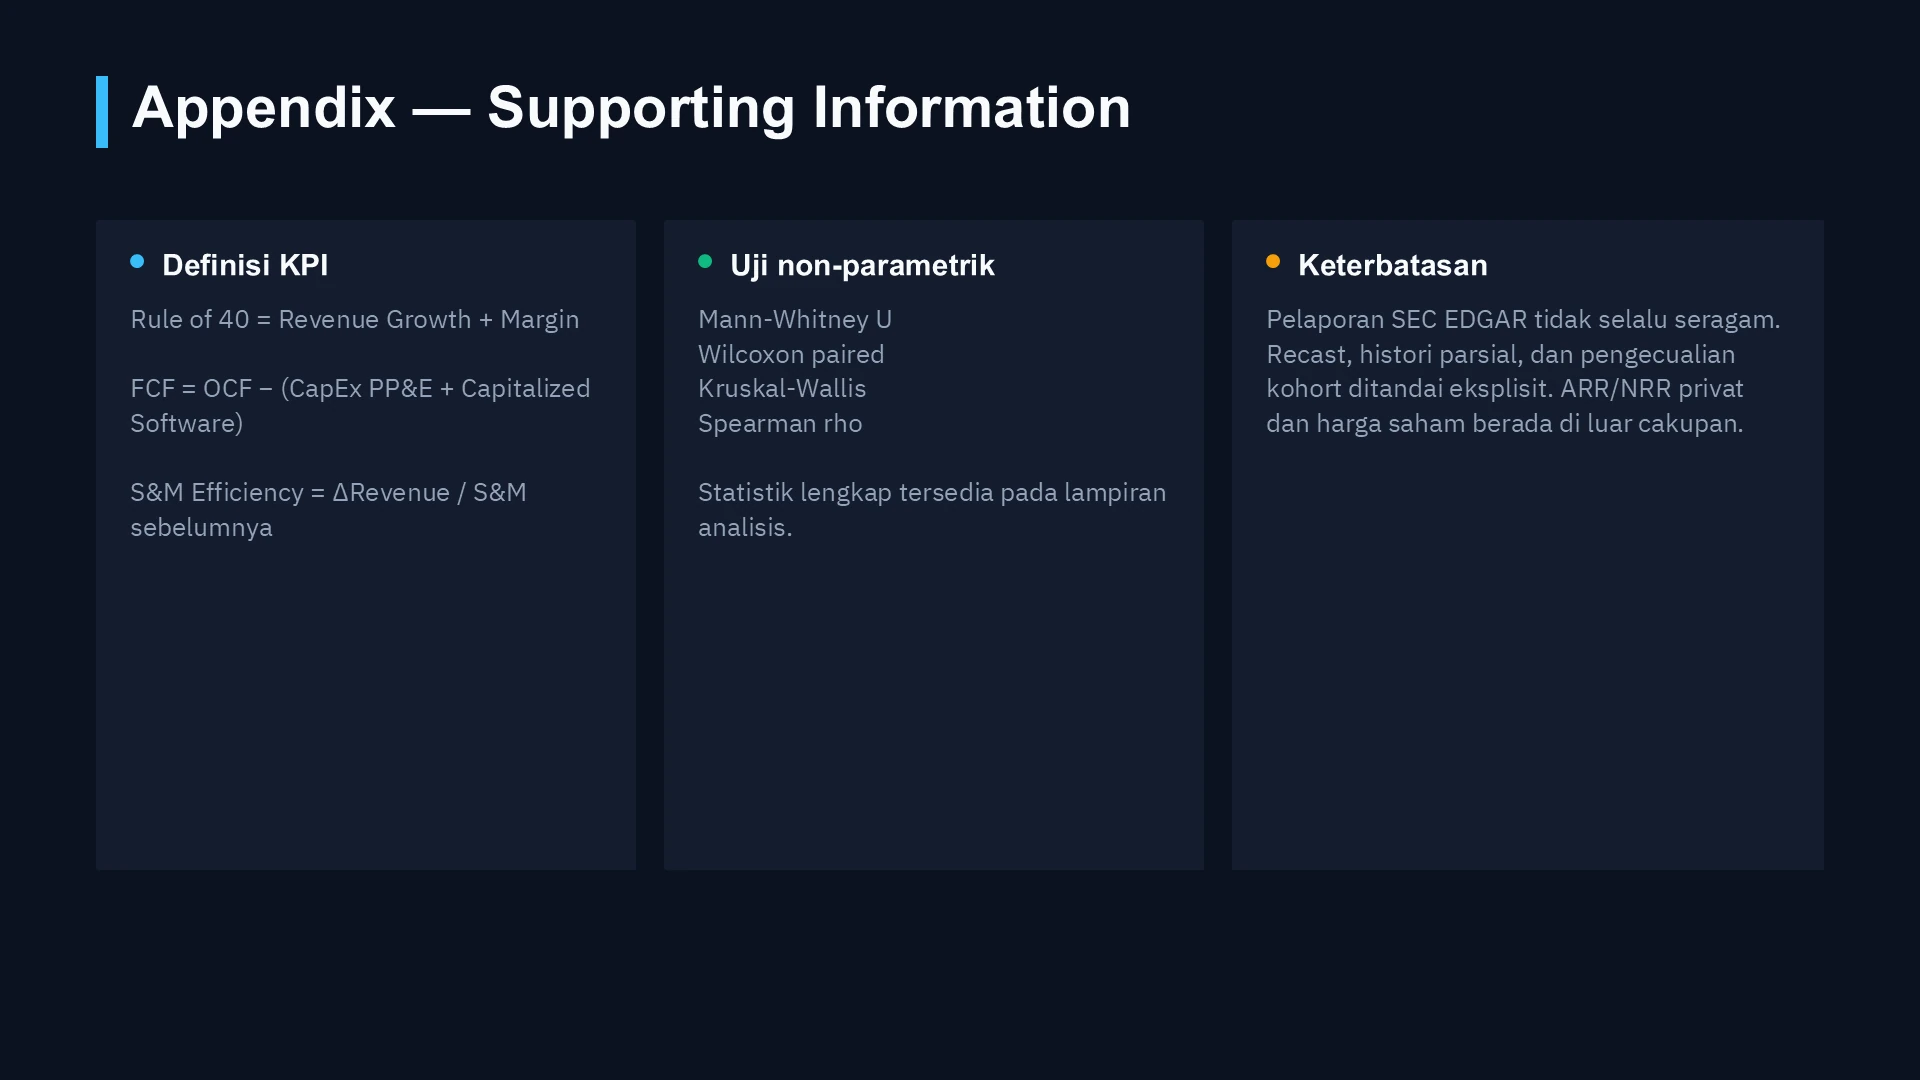 Appendix — Supporting Information
Definisi KPI
Rule of 40 = Revenue Growth + Margin
FCF = OCF − (CapEx PP&E + Capitalized
Software)
S&M Efficiency = ΔRevenue / S&M
sebelumnya
Uji non-parametrik
Mann-Whitney U
Wilcoxon paired
Kruskal-Wallis
Spearman rho
Statistik lengkap tersedia pada lampiran
analisis.
Keterbatasan
Pelaporan SEC EDGAR tidak selalu seragam.
Recast, histori parsial, dan pengecualian
kohort ditandai eksplisit. ARR/NRR privat
dan harga saham berada di luar cakupan.